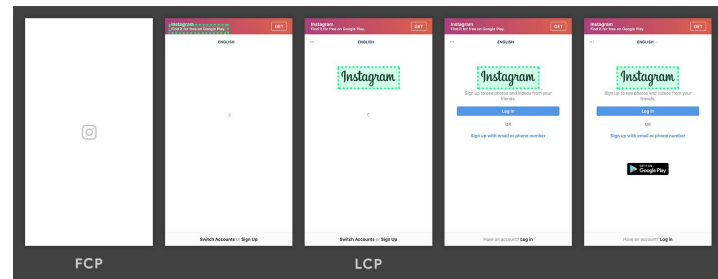 Instagram
Find it for free on Google Play.
GET
ENGLISH
Switch Accounts or Sign Up
Instagram
Find it for free on Google Play.
GET
ENGLISH
Instagram
Switch Accounts or Sign Up
Instagram
Find it for free on Google Play.
GET
ENGLISH
Instagram
Sign up to see photos and videos from your
friends.
Log In
OR
Sign up with email or phone number
Have an account? Log in
Instagram
Find it for free on Google Play.
GET
ENGLISH
Instagram
Sign up to see photos and videos from your
friends.
Log In
OR
Sign up with email or phone number
GET IT ON
Google Play
Have an account? Log in
FCP
LCP